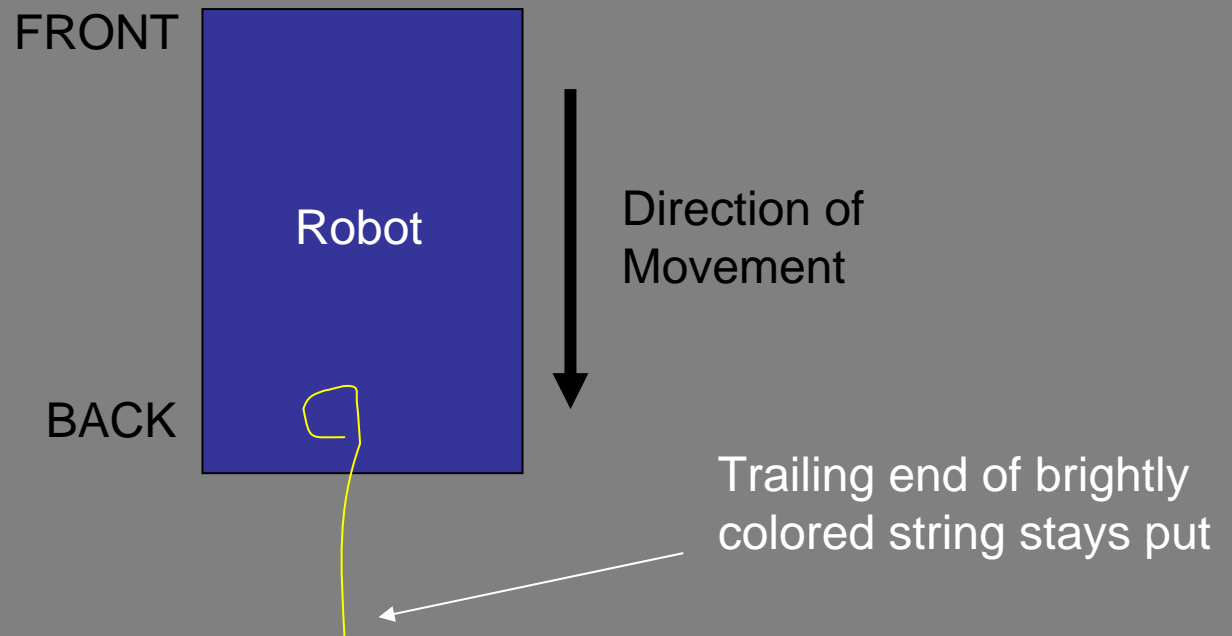 FRONT
Robot
Direction of
Movement
BACK
Trailing end of brightly
colored string stays put